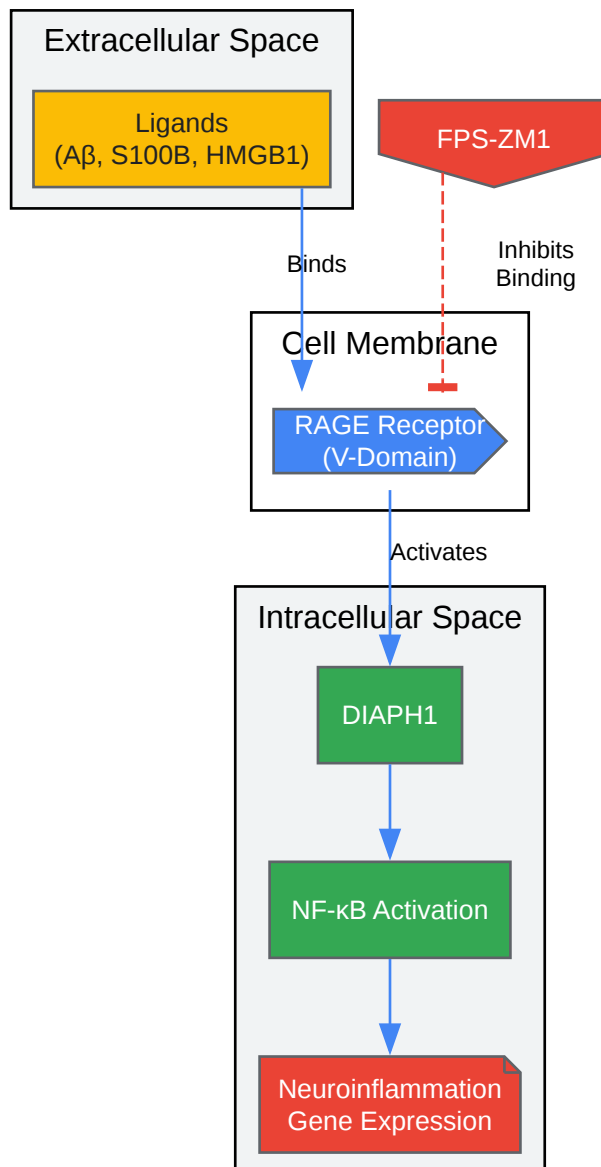 Extracellular Space
Ligands
(Aβ, S100B, HMGB1)
FPS-ZM1
Binds
Inhibits
Binding
Cell Membrane
RAGE Receptor
(V-Domain)
Activates
Intracellular Space
DIAPH1
NF-κB Activation
Neuroinflammation
Gene Expression